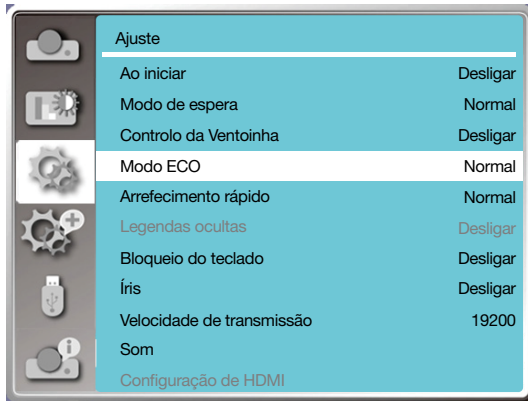 Ajuste
Ao iniciar Desligar
Modo de espera Normal
Controlo da Ventoinha Desligar
Modo ECO Normal
Arrefecimento rápido Normal
Legendas ocultas Desligar
Bloqueio do teclado Desligar
Íris Desligar
Velocidade de transmissão 19200
Som
Configuração de HDMI